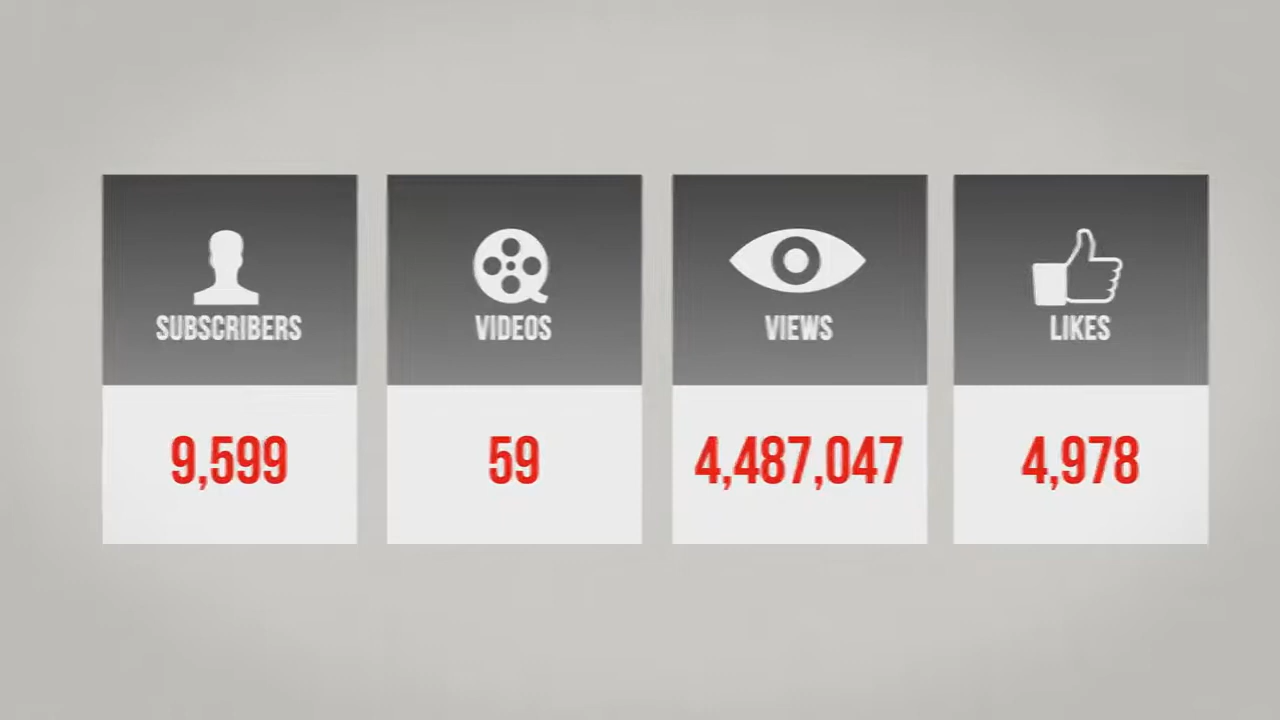 SUBSCRIBERS
9,599
VIDEOS
59
VIEWS
4,487,047
LIKES
4,978